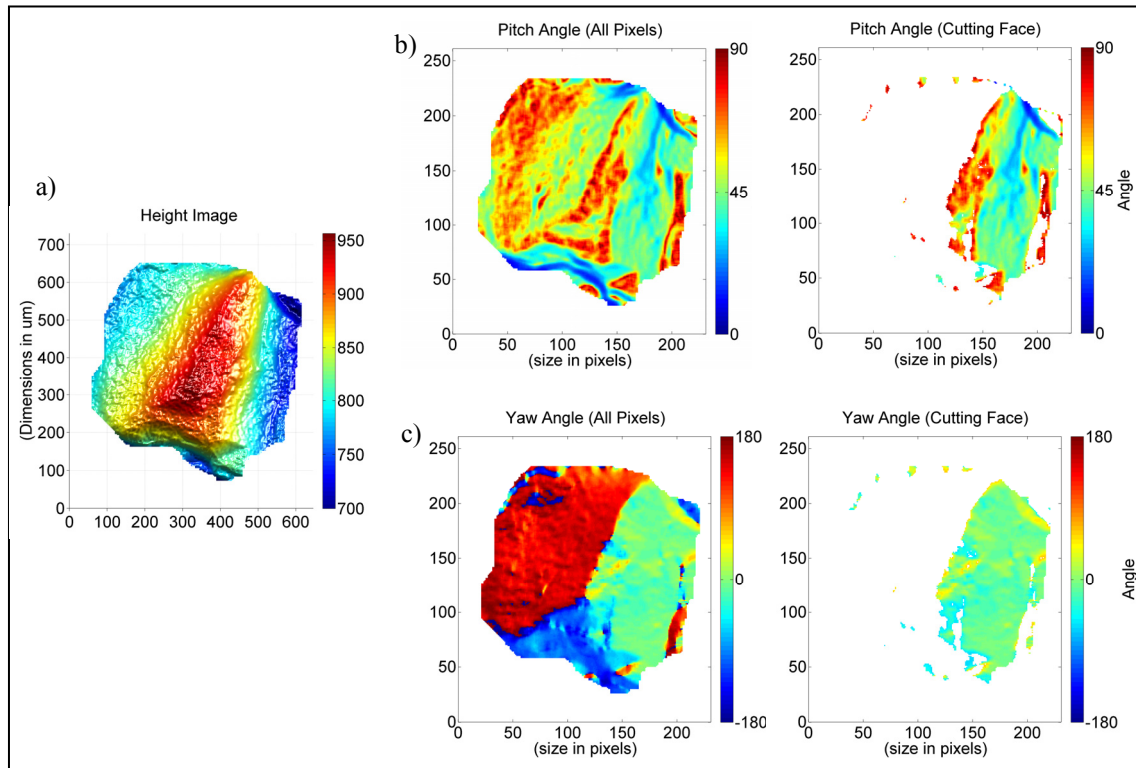 a)
Height Image
(Dimensions in um)
700
600
500
400
300
200
100
0
0 100 200 300 400 500 600
950
900
850
800
750
700
b)
Pitch Angle (All Pixels)
250
200
150
100
50
0
0 50 100 150 200
(size in pixels)
90
45
0
Pitch Angle (Cutting Face)
250
200
150
100
50
0
0 50 100 150 200
(size in pixels)
90
45
0
Angle
c)
Yaw Angle (All Pixels)
250
200
150
100
50
0
0 50 100 150 200
(size in pixels)
180
0
-180
Yaw Angle (Cutting Face)
250
200
150
100
50
0
0 50 100 150 200
(size in pixels)
180
0
-180
Angle